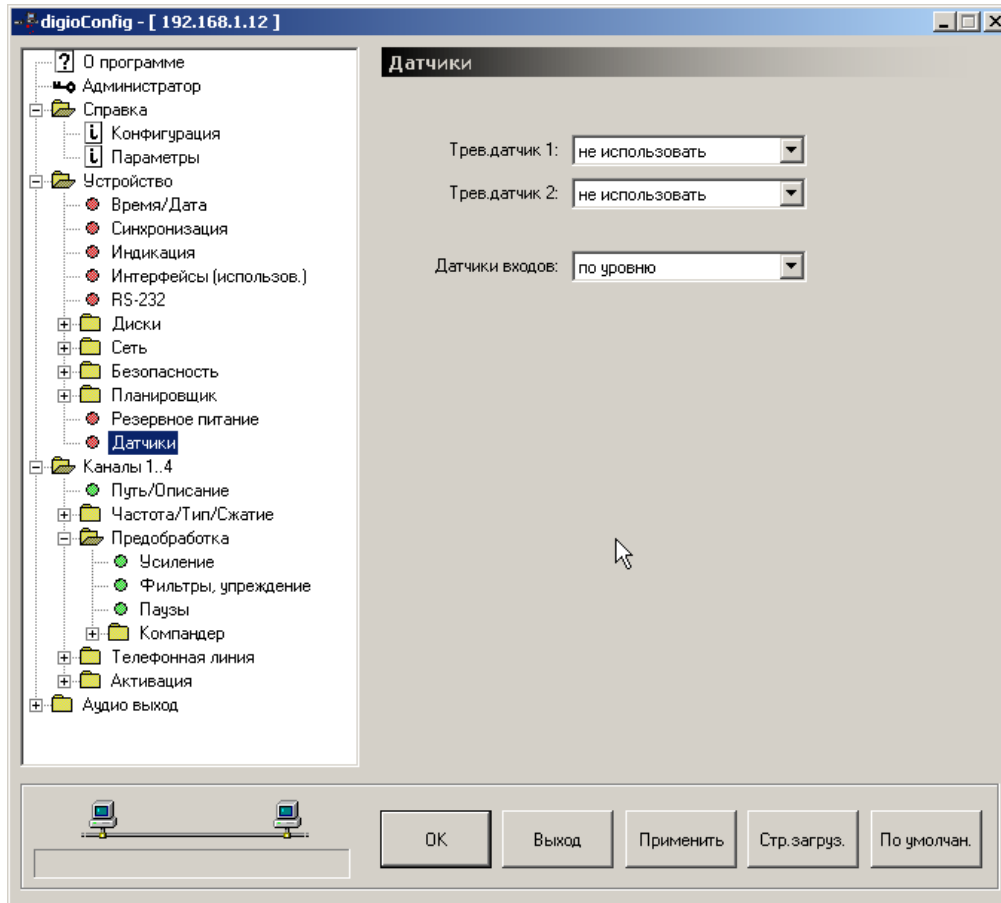 digioConfig - [ 192.168.1.12 ]
О программе
Администратор
Справка
Конфигурация
Параметры
Устройство
Время/Дата
Синхронизация
Индикация
Интерфейсы (использов.)
RS-232
Диски
Сеть
Безопасность
Планировщик
Резервное питание
Датчики
Каналы 1..4
Путь/Описание
Частота/Тип/Сжатие
Предобработка
Усиление
Фильтры, упреждение
Паузы
Компандер
Телефонная линия
Активация
Аудио выход
Датчики
Трев.датчик 1: не использовать
Трев.датчик 2: не использовать
Датчики входов: по уровню
OK
Выход
Применить
Стр.загруз.
По умолчан.